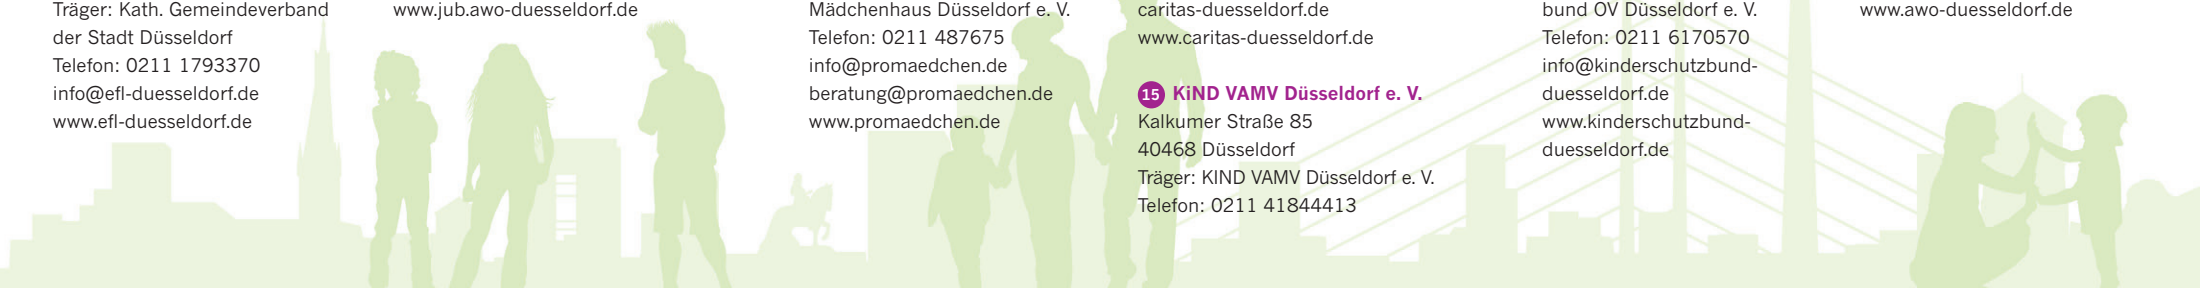 Träger: Kath. Gemeindeverband
der Stadt Düsseldorf
Telefon: 0211 1793370
info@efl-duesseldorf.de
www.efl-duesseldorf.de
www.jub.awo-duesseldorf.de
Mädchenhaus Düsseldorf e. V.
Telefon: 0211 487675
info@promaedchen.de
beratung@promaedchen.de
www.promaedchen.de
caritas-duesseldorf.de
www.caritas-duesseldorf.de
15 KiND VAMV Düsseldorf e. V.
Kalkumer Straße 85
40468 Düsseldorf
Träger: KIND VAMV Düsseldorf e. V.
Telefon: 0211 41844413
bund OV Düsseldorf e. V.
Telefon: 0211 6170570
info@kinderschutzbund-
duesseldorf.de
www.kinderschutzbund-
duesseldorf.de
www.awo-duesseldorf.de